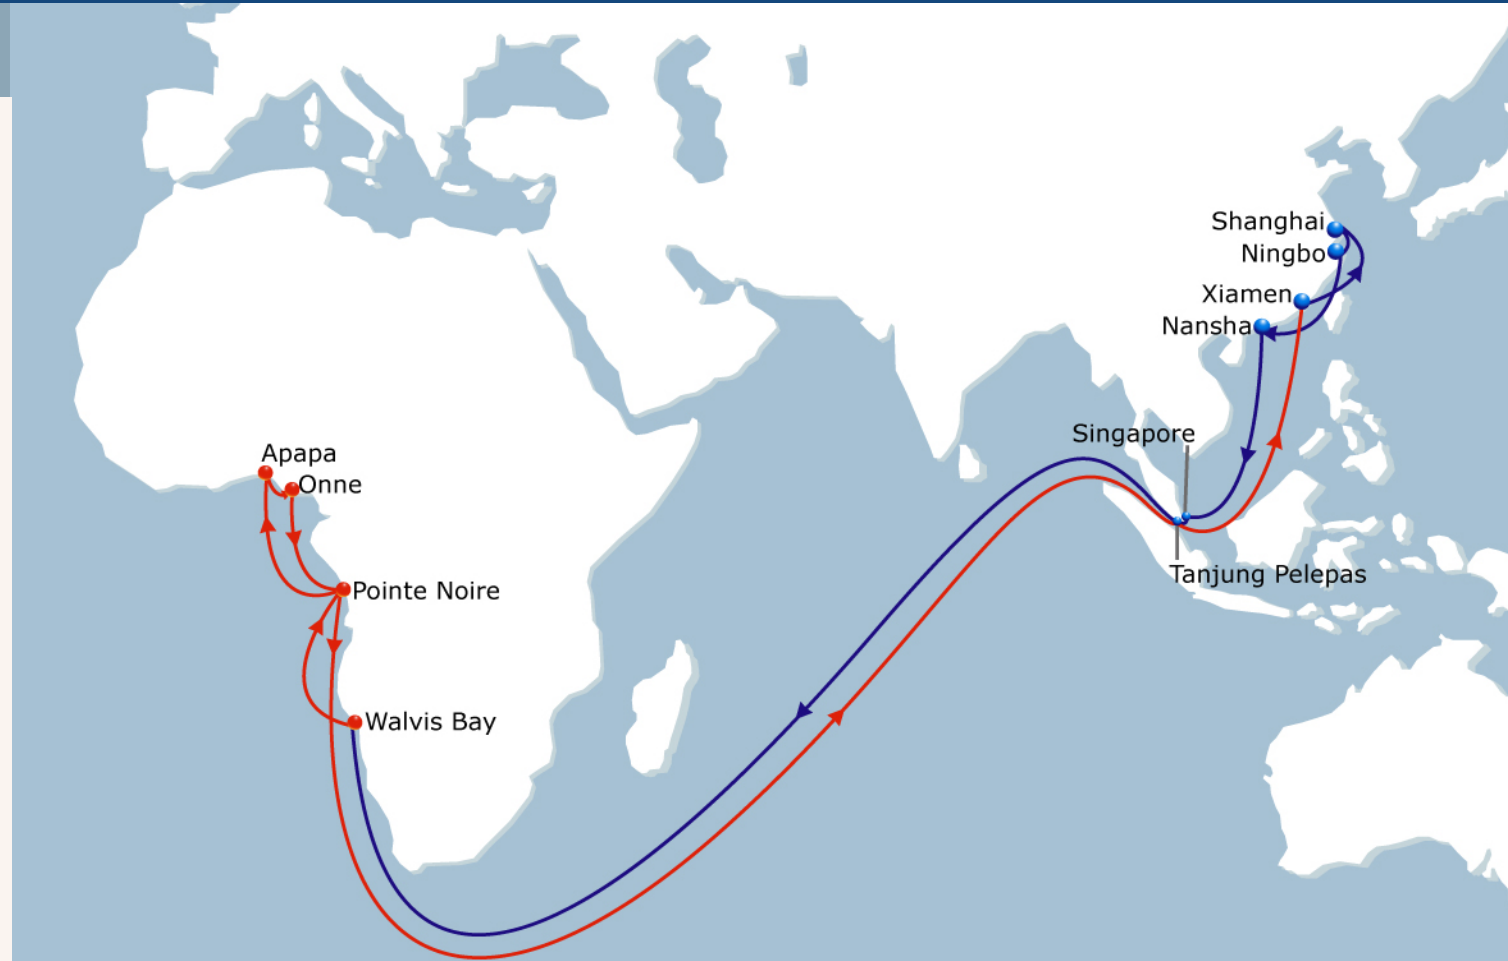 Shanghai
Ningbo
Xiamen
Nansha
Singapore
Apapa
Onne
Tanjung Pelepas
Pointe Noire
Walvis Bay